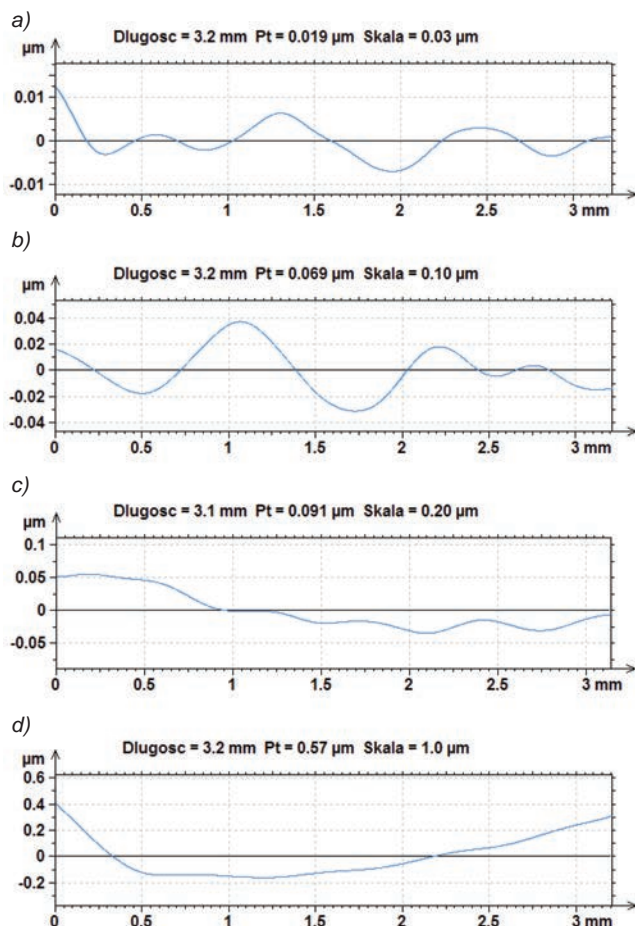 a)
Dlugosc = 3.2 mm Pt = 0.019 µm Skala = 0.03 µm
µm
0.01
0
-0.01
0 0.5 1 1.5 2 2.5 3 mm
b)
Dlugosc = 3.2 mm Pt = 0.069 µm Skala = 0.10 µm
µm
0.04
0.02
0
-0.02
-0.04
0 0.5 1 1.5 2 2.5 3 mm
c)
Dlugosc = 3.1 mm Pt = 0.091 µm Skala = 0.20 µm
µm
0.1
0.05
0
-0.05
0 0.5 1 1.5 2 2.5 3 mm
d)
Dlugosc = 3.2 mm Pt = 0.57 µm Skala = 1.0 µm
µm
0.6
0.4
0.2
0
-0.2
0 0.5 1 1.5 2 2.5 3 mm